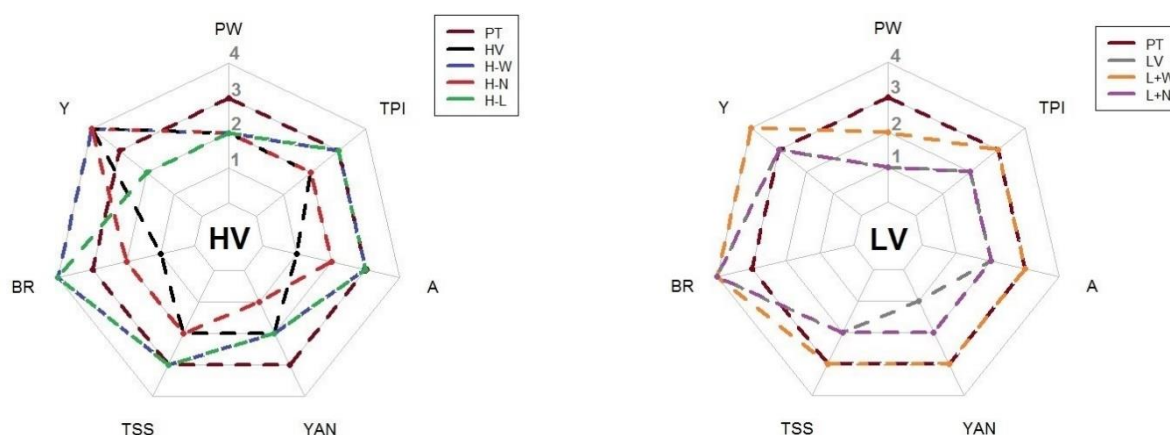 PW
4
3
2
1
TPI
A
YAN
TSS
BR
Y
HV
PT
HV
H-W
H-N
H-L
PW
4
3
2
1
TPI
A
YAN
TSS
BR
Y
LV
PT
LV
L+W
L+N